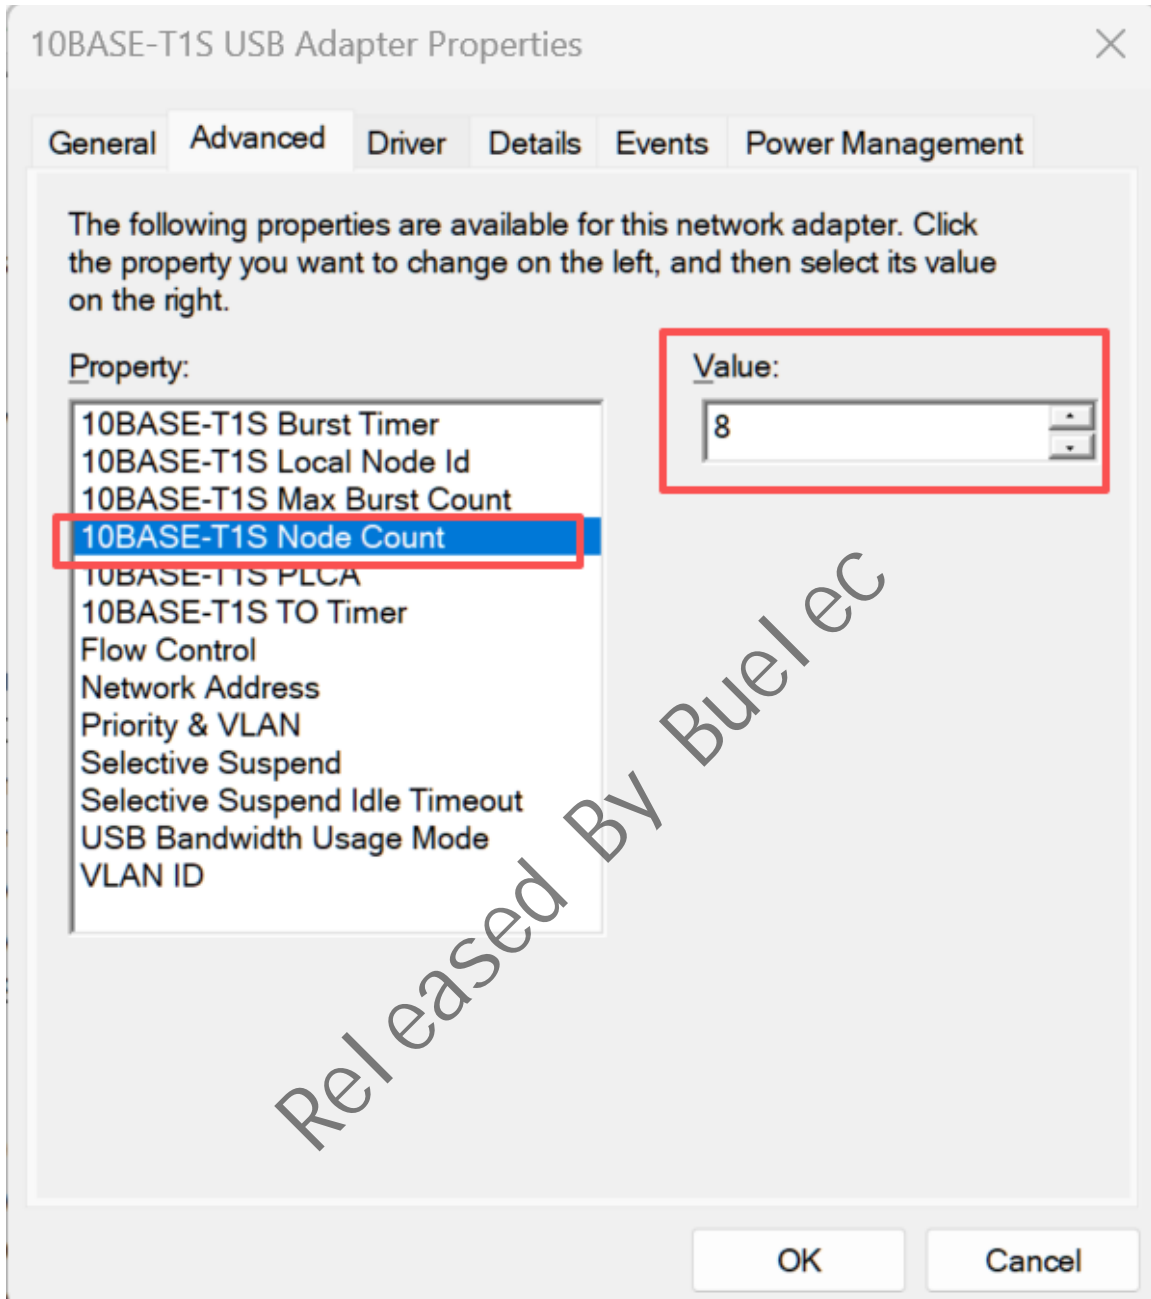 10BASE-T1S USB Adapter Properties
General Advanced Driver Details Events Power Management
The following properties are available for this network adapter. Click
the property you want to change on the left, and then select its value
on the right.
Property:
Value:
10BASE-T1S Burst Timer
8
10BASE-T1S Local Node Id
10BASE-T1S Max Burst Count
10BASE-T1S Node Count
10BASE-T1S PLCA
10BASE-T1S TO Timer
Flow Control
Network Address
Priority & VLAN
Selective Suspend
Selective Suspend Idle Timeout
USB Bandwidth Usage Mode
VLAN ID
Released By Buelec
OK
Cancel